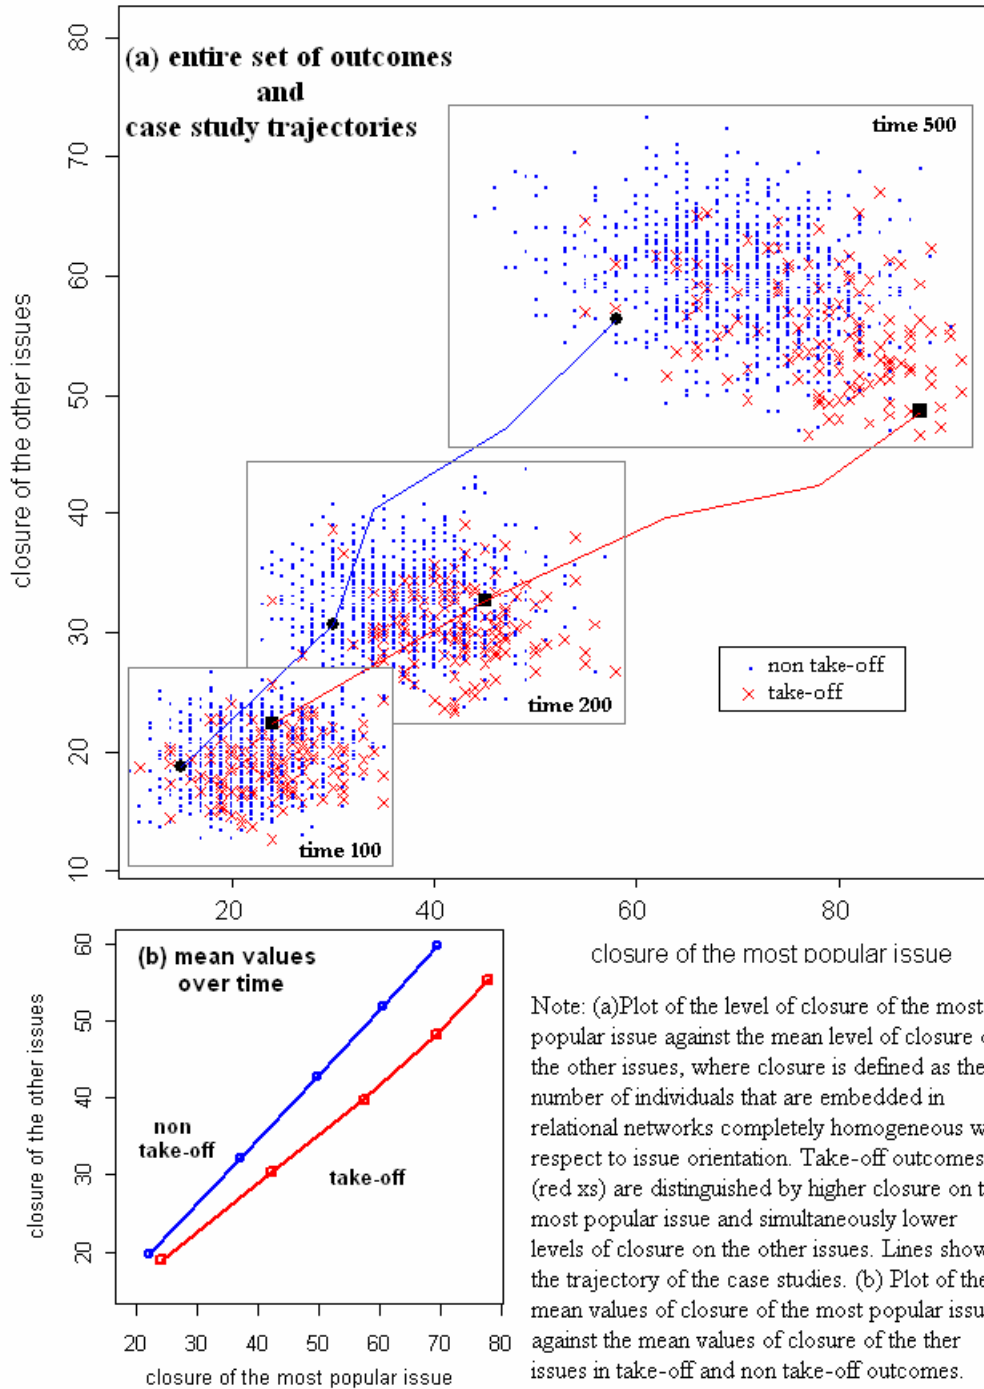 (a) entire set of outcomes
and
case study trajectories
time 500
time 200
time 100
non take-off
take-off
closure of the other issues
80
70
60
50
40
30
20
10
20
40
60
80
closure of the most popular issue
(b) mean values
over time
non
take-off
take-off
closure of the other issues
60
50
40
30
20
20
30
40
50
60
70
80
closure of the most popular issue
Note: (a)Plot of the level of closure of the most
popular issue against the mean level of closure
the other issues, where closure is defined as the
number of individuals that are embedded in
relational networks completely homogeneous
respect to issue orientation. Take-off outcomes
(red xs) are distinguished by higher closure on
most popular issue and simultaneously lower
levels of closure on the other issues. Lines show
the trajectory of the case studies. (b) Plot of the
mean values of closure of the most popular issu
against the mean values of closure of the ther
issues in take-off and non take-off outcomes.